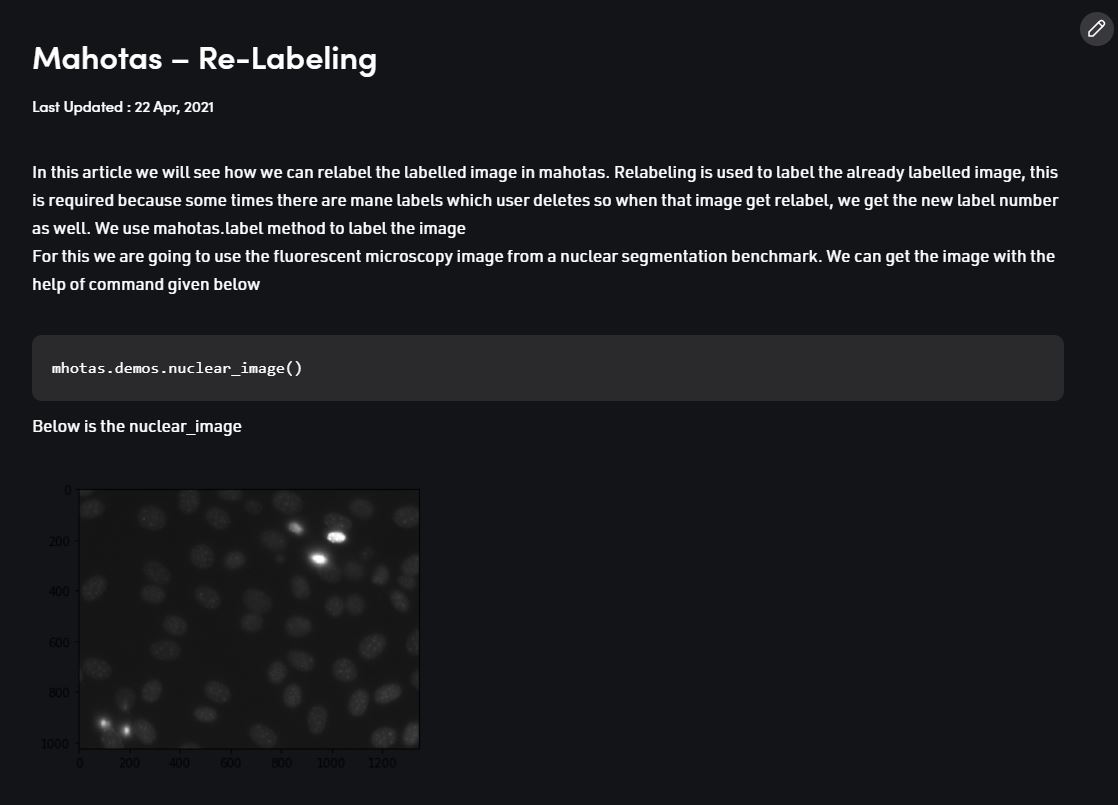 Mahotas – Re-Labeling
Last Updated : 22 Apr, 2021
In this article we will see how we can relabel the labelled image in mahotas. Relabeling is used to label the already labelled image, this
is required because some times there are mane labels which user deletes so when that image get relabel, we get the new label number
as well. We use mahotas.label method to label the image
For this we are going to use the fluorescent microscopy image from a nuclear segmentation benchmark. We can get the image with the
help of command given below
mhotas.demos.nuclear_image()
Below is the nuclear_image
0
200
400
600
800
1000
0 200 400 600 800 1000 1200